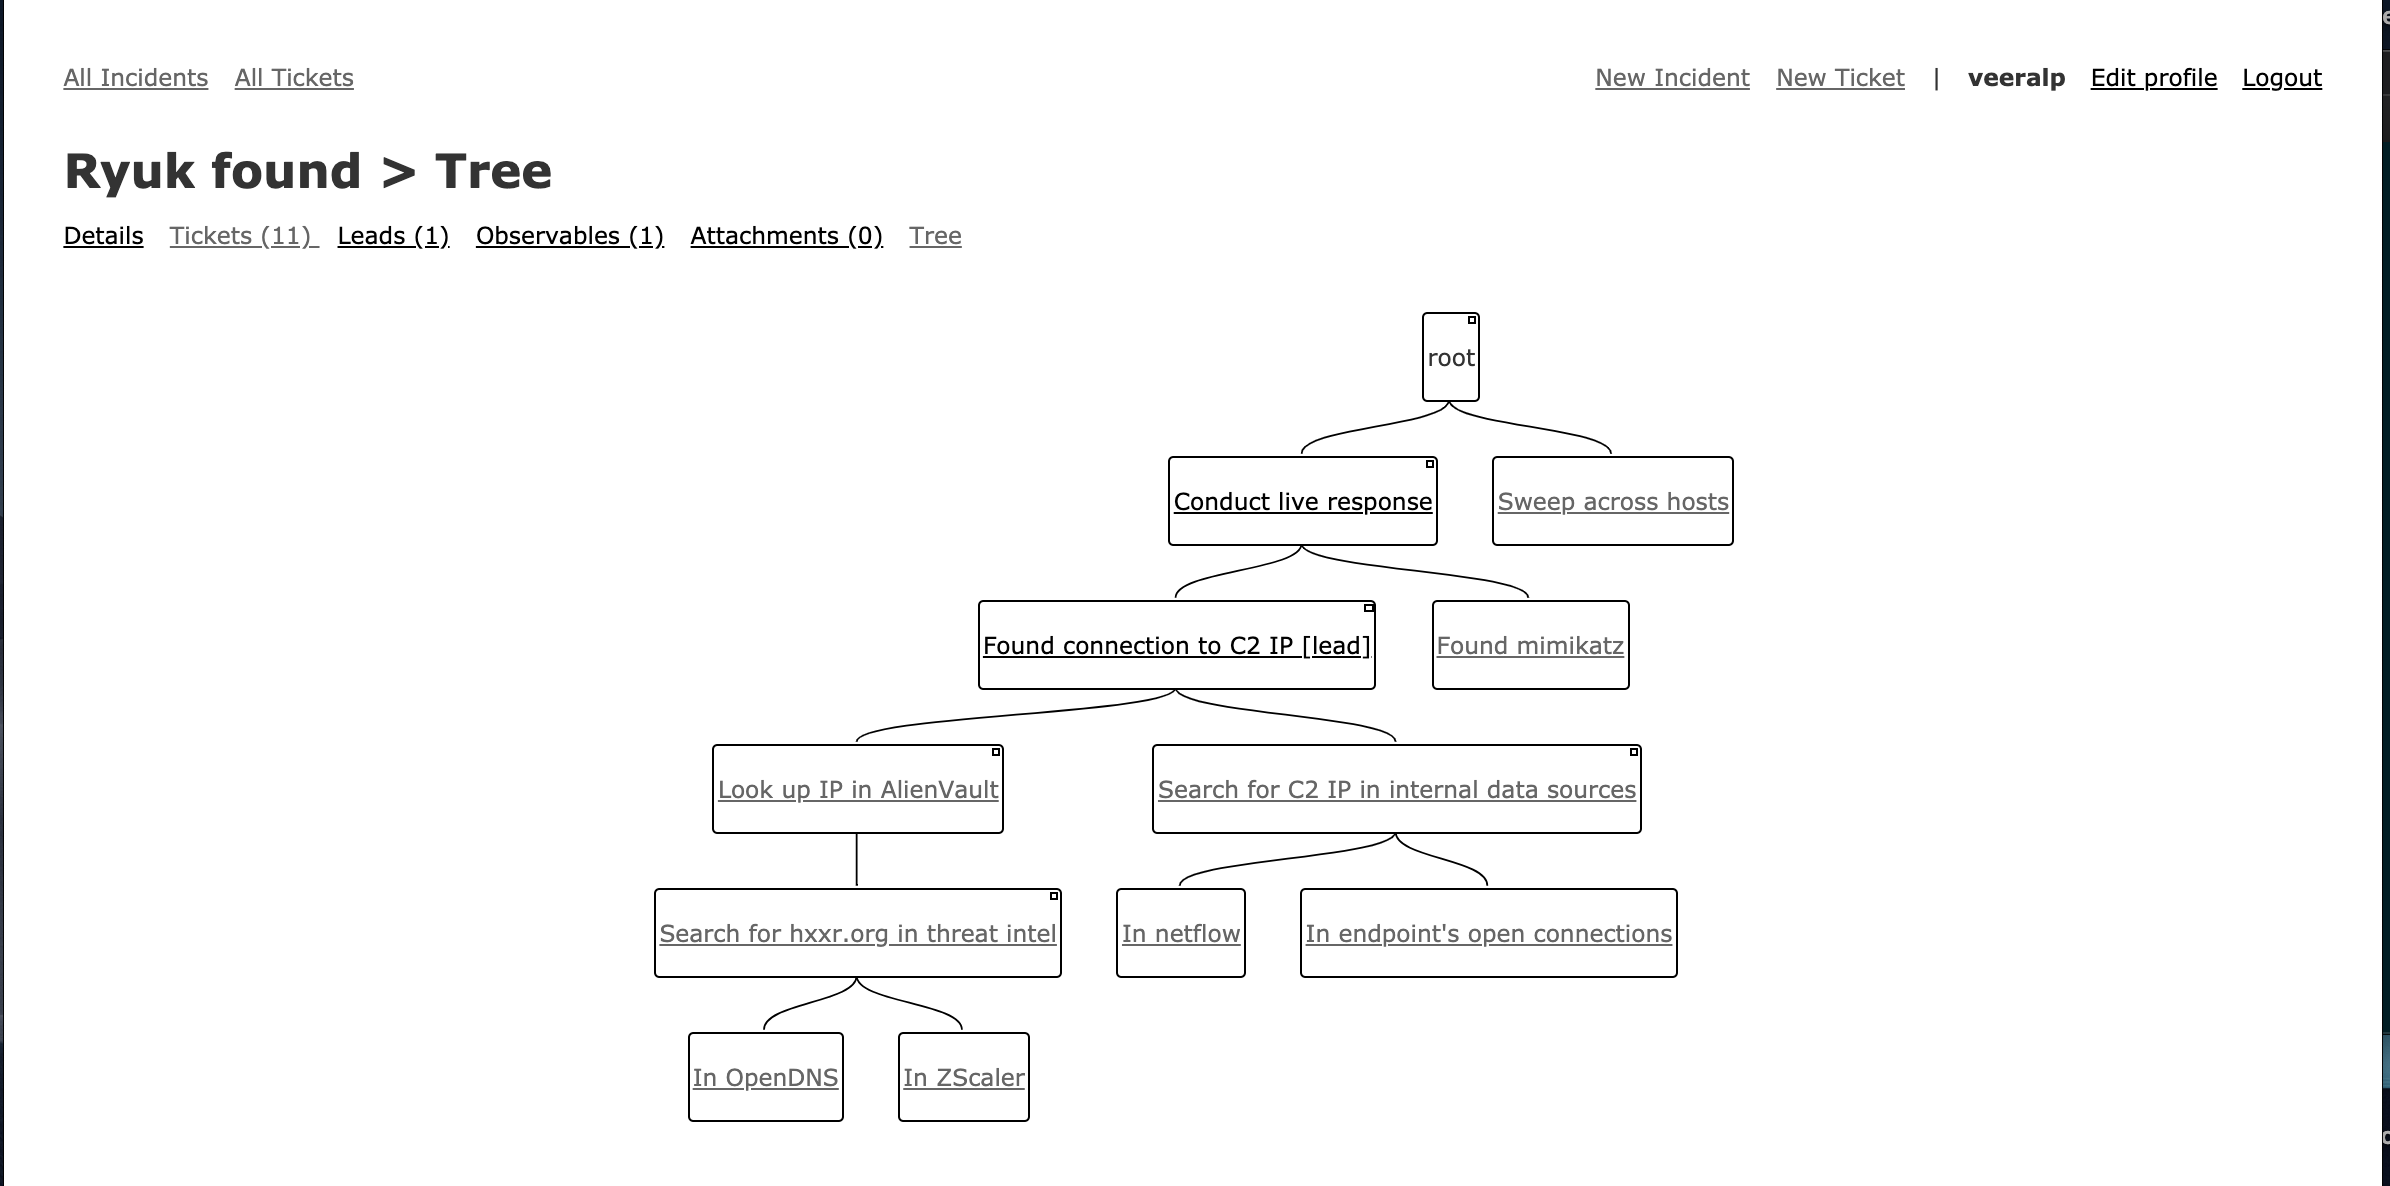 All Incidents All Tickets New Incident New Ticket | veeralp Edit profile Logout
Ryuk found > Tree
Details Tickets (11) Leads (1) Observables (1) Attachments (0) Tree
root
Conduct live response Sweep across hosts
Found connection to C2 IP [lead] Found mimikatz
Look up IP in AlienVault Search for C2 IP in internal data sources
Search for hxxr.org in threat intel In netflow In endpoint's open connections
In OpenDNS In ZScaler